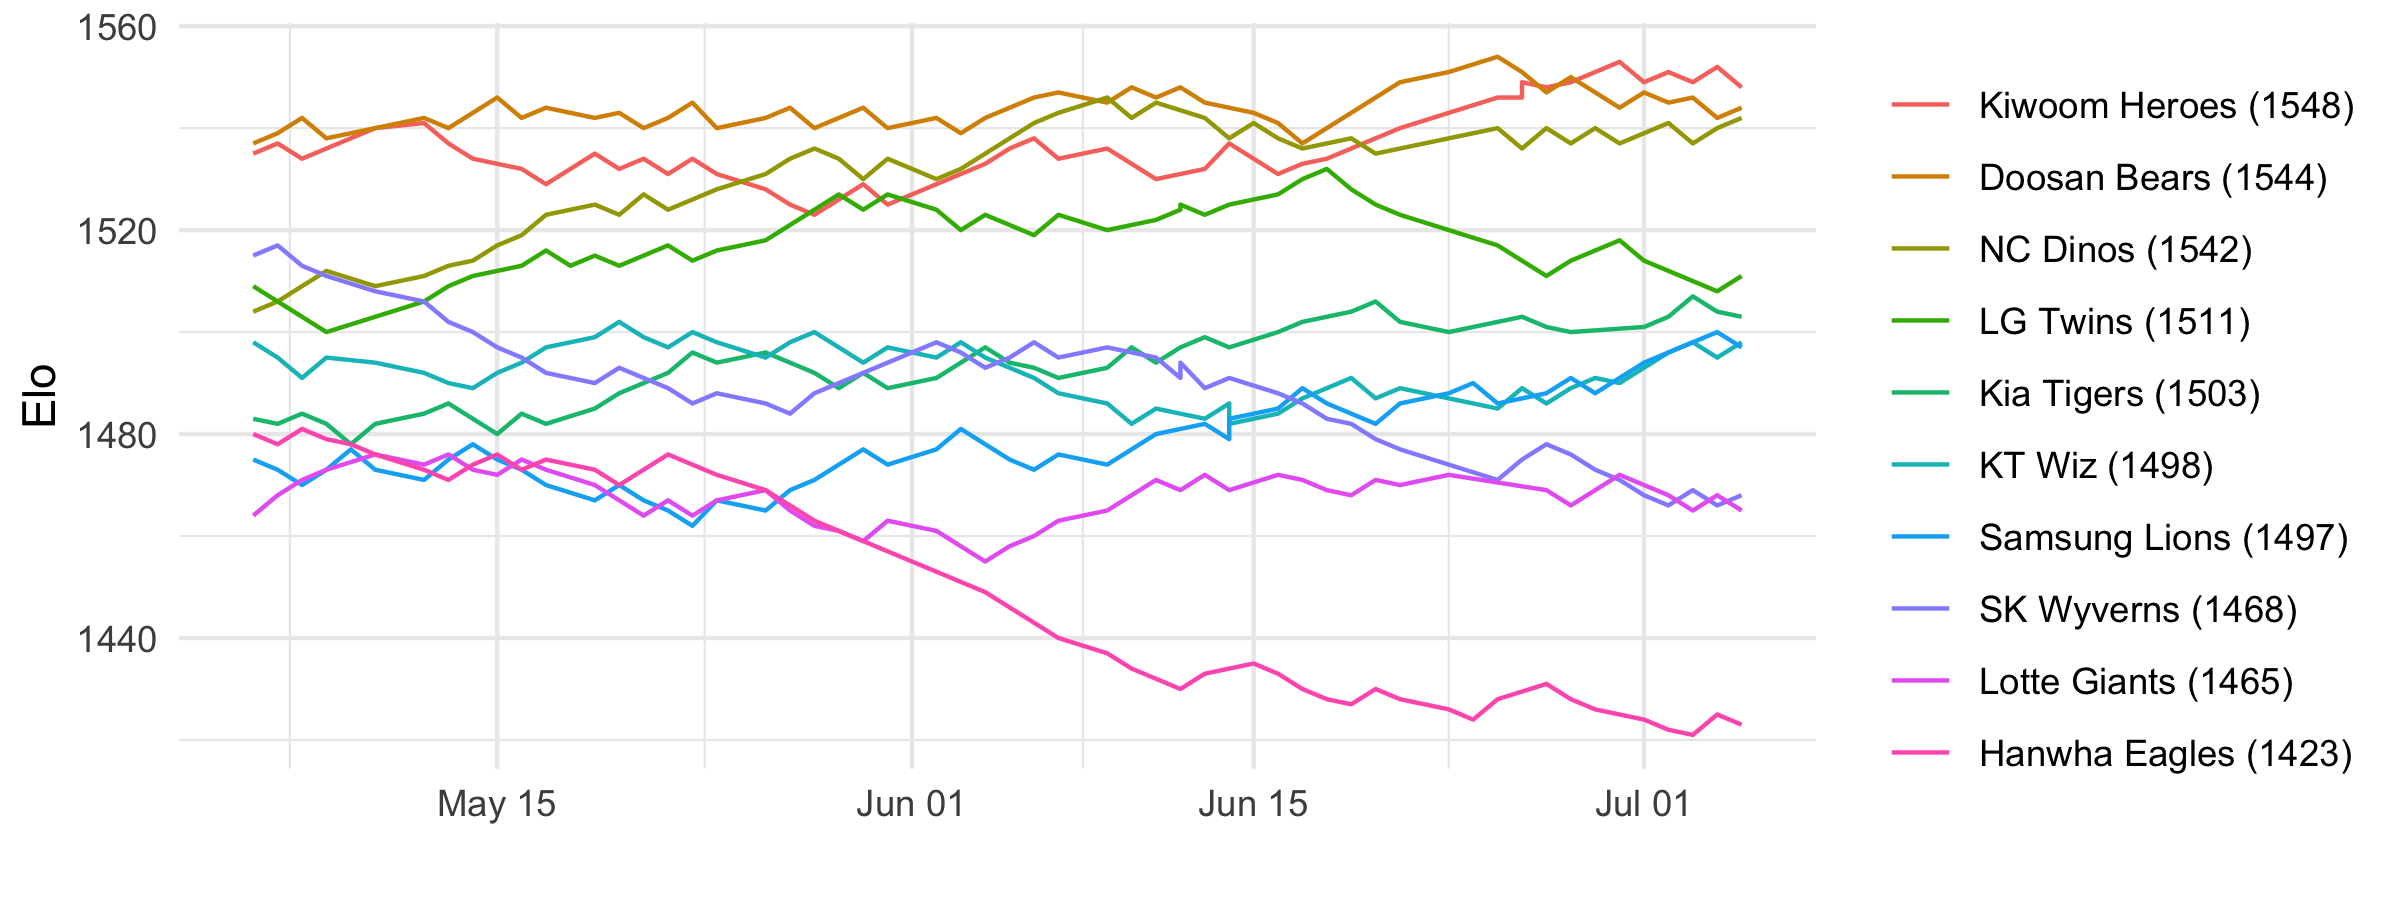 1560
1520
1480
1440
Elo
May 15
Jun 01
Jun 15
Jul 01
Kiwoom Heroes (1548)
Doosan Bears (1544)
NC Dinos (1542)
LG Twins (1511)
Kia Tigers (1503)
KT Wiz (1498)
Samsung Lions (1497)
SK Wyverns (1468)
Lotte Giants (1465)
Hanwha Eagles (1423)